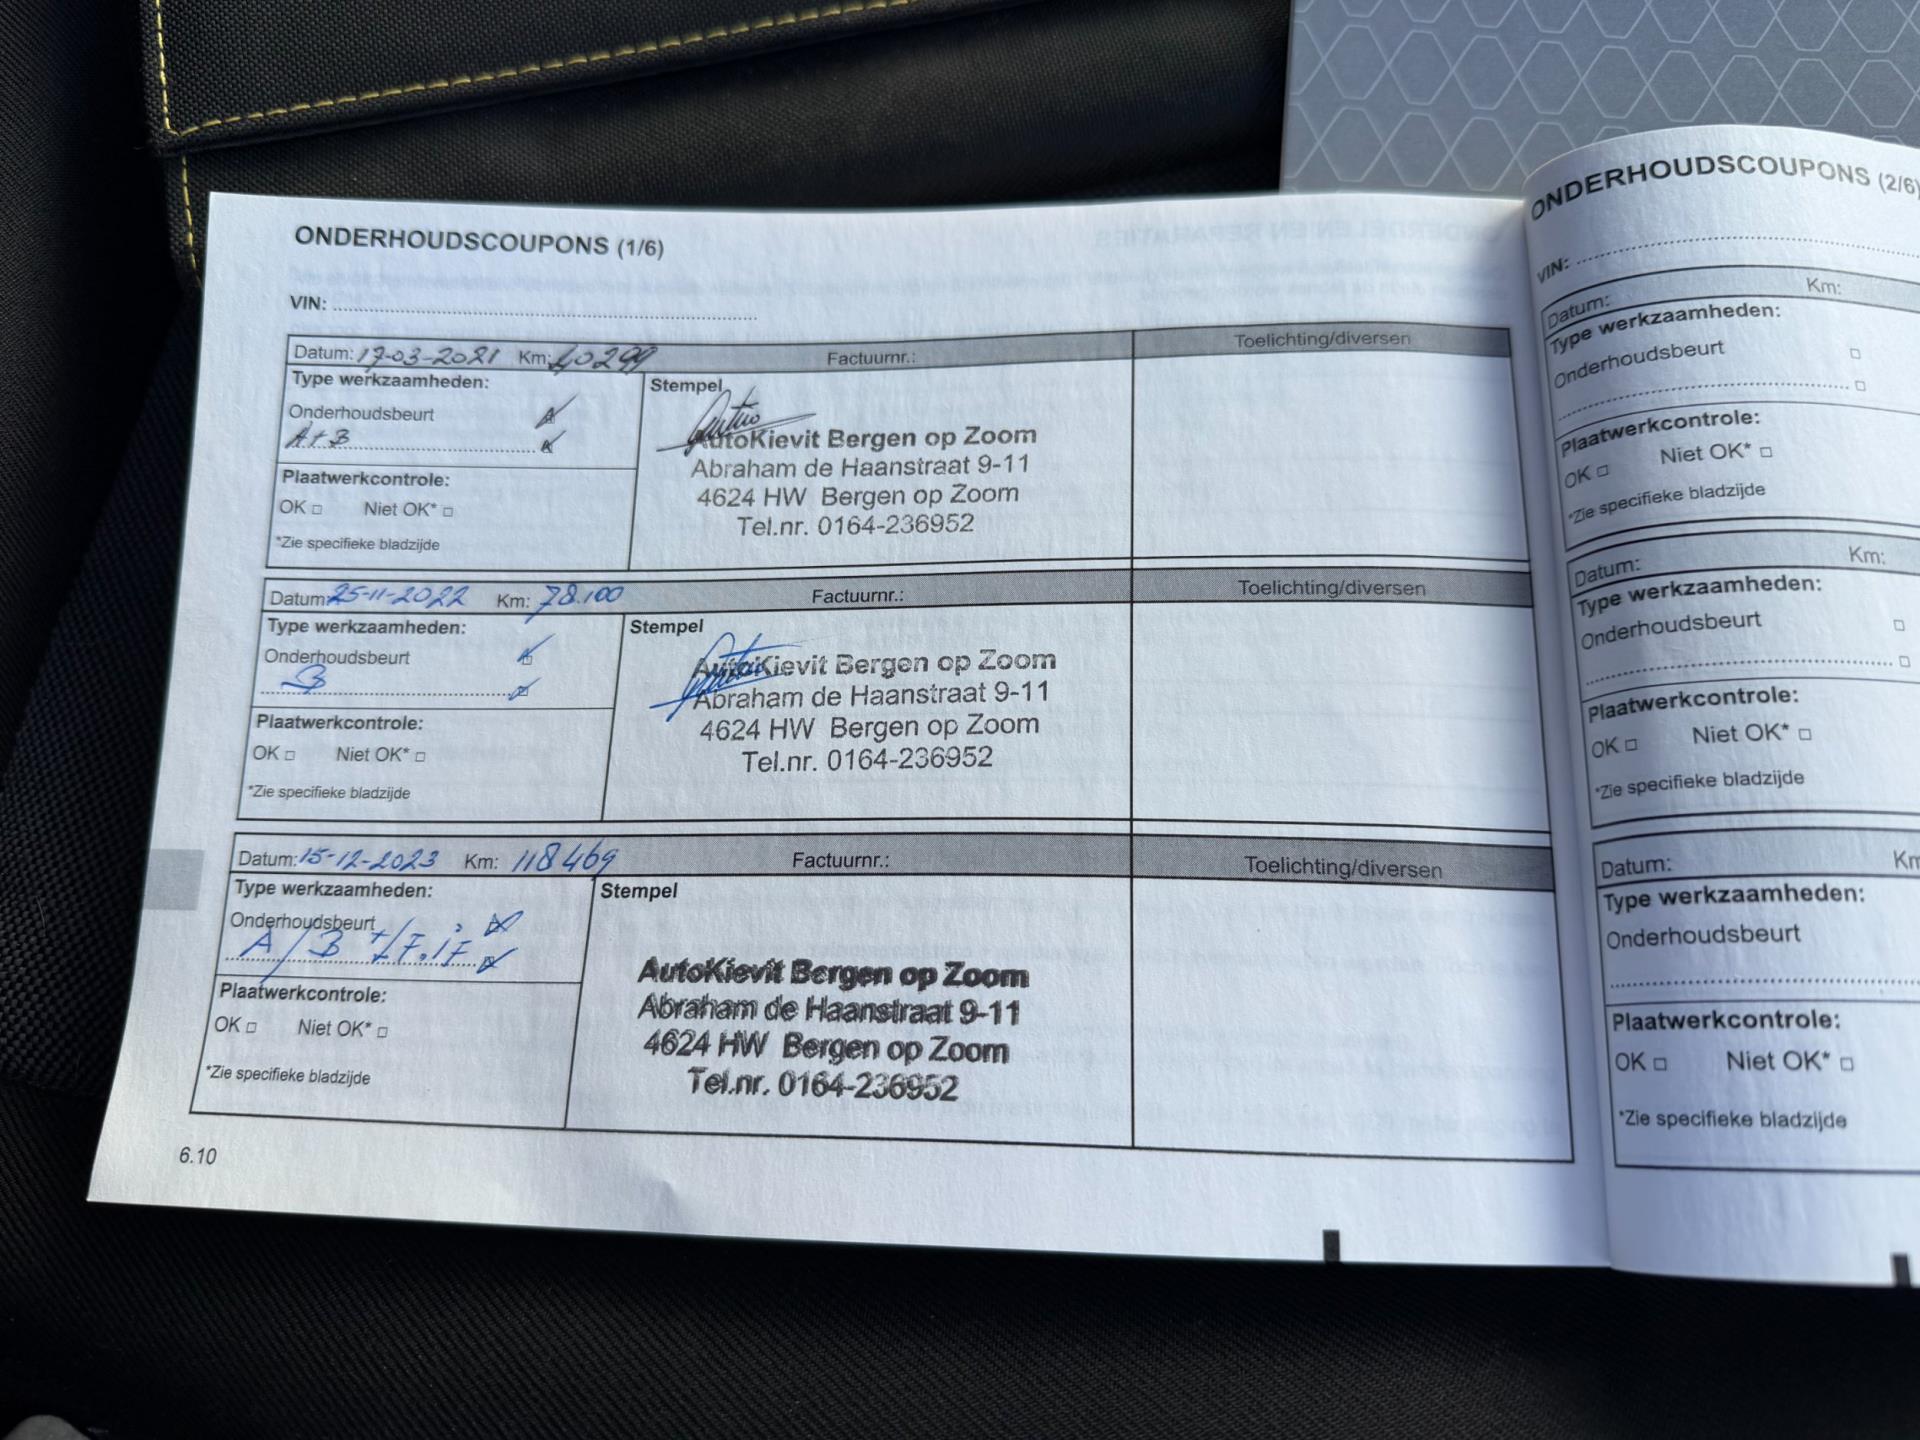 ONDERHOUDSCOUPONS (1/6)
VIN:
Datum: 17-03-2021 Km: 40299 Factuurnr.: Toelichting/diversen
Type werkzaamheden:
Stempel
Onderhoudsbeurt
A+B
AutoKievit Bergen op Zoom
Abraham de Haanstraat 9-11
4624 HW Bergen op Zoom
Tel.nr. 0164-236952
Plaatwerkcontrole:
OK Niet OK*
*Zie specifieke bladzijde
Datum: 25-11-2022 Km: 78.100 Factuurnr.: Toelichting/diversen
Type werkzaamheden:
Stempel
Onderhoudsbeurt
B
AutoKievit Bergen op Zoom
Abraham de Haanstraat 9-11
4624 HW Bergen op Zoom
Tel.nr. 0164-236952
Plaatwerkcontrole:
OK Niet OK*
*Zie specifieke bladzijde
Datum: 15-12-2023 Km: 118469 Factuurnr.: Toelichting/diversen
Type werkzaamheden:
Stempel
Onderhoudsbeurt
A/B +
AutoKievit Bergen op Zoom
Abraham de Haanstraat 9-11
4624 HW Bergen op Zoom
Tel.nr. 0164-236952
Plaatwerkcontrole:
OK Niet OK*
*Zie specifieke bladzijde
6.10
ONDERHOUDSCOUPONS (2/6)
VIN:
Datum: Km:
Type werkzaamheden:
Onderhoudsbeurt
Plaatwerkcontrole:
OK Niet OK*
*Zie specifieke bladzijde
Datum: Km:
Type werkzaamheden:
Onderhoudsbeurt
Plaatwerkcontrole:
OK Niet OK*
*Zie specifieke bladzijde
Datum:
Type werkzaamheden:
Onderhoudsbeurt
Plaatwerkcontrole:
OK Niet OK*
*Zie specifieke bladzijde